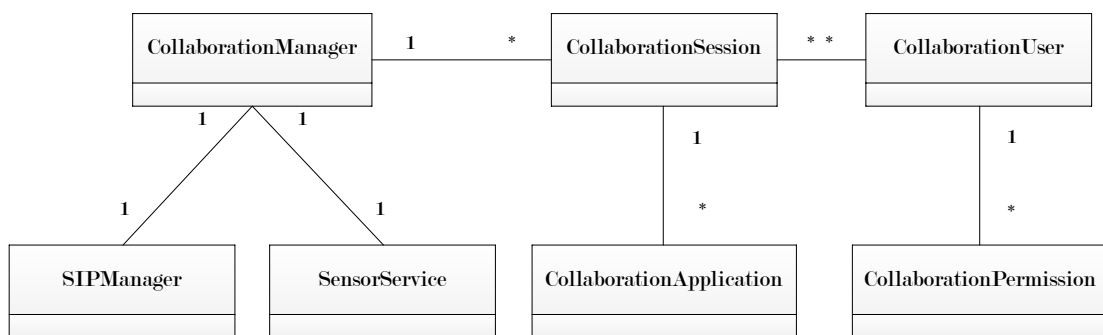 CollaborationManager 1 * CollaborationSession * * CollaborationUser
1 1 1 1
1 1 * *
SIPManager SensorService CollaborationApplication CollaborationPermission